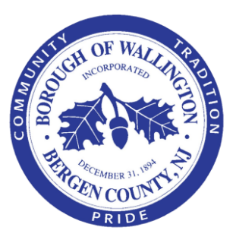 COMMUNITY
TRADITION
PRIDE
BOROUGH OF WALLINGTON
INCORPORATED
DECEMBER 31, 1894
BERGEN COUNTY, NJ